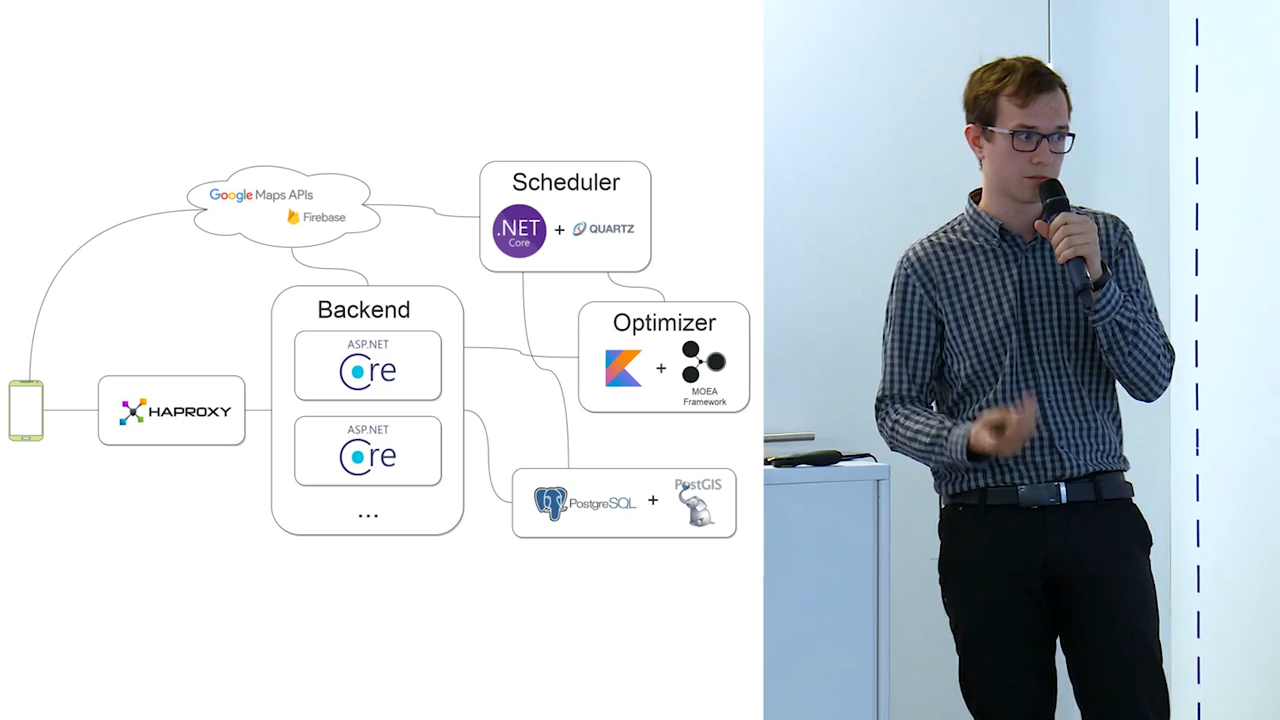 Google Maps APIs
Firebase
Scheduler
.NET
Core
+
QUARTZ
Backend
ASP.NET
Core
ASP.NET
Core
...
HAPROXY
Optimizer
+
MOEA
Framework
PostgreSQL
+
PostGIS